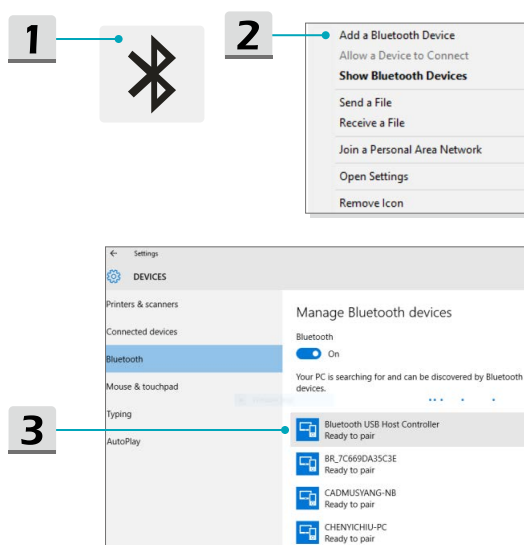 1
2
Add a Bluetooth Device
Allow a Device to Connect
Show Bluetooth Devices
Send a File
Receive a File
Join a Personal Area Network
Open Settings
Remove Icon
← Settings
DEVICES
Printers & scanners
Connected devices
Bluetooth
Mouse & touchpad
Typing
AutoPlay
Manage Bluetooth devices
Bluetooth
On
Your PC is searching for and can be discovered by Bluetooth
devices.
3
Bluetooth USB Host Controller
Ready to pair
BR_7C669DA35C3E
Ready to pair
CADMUSYANG-NB
Ready to pair
CHENYICHIU-PC
Ready to pair